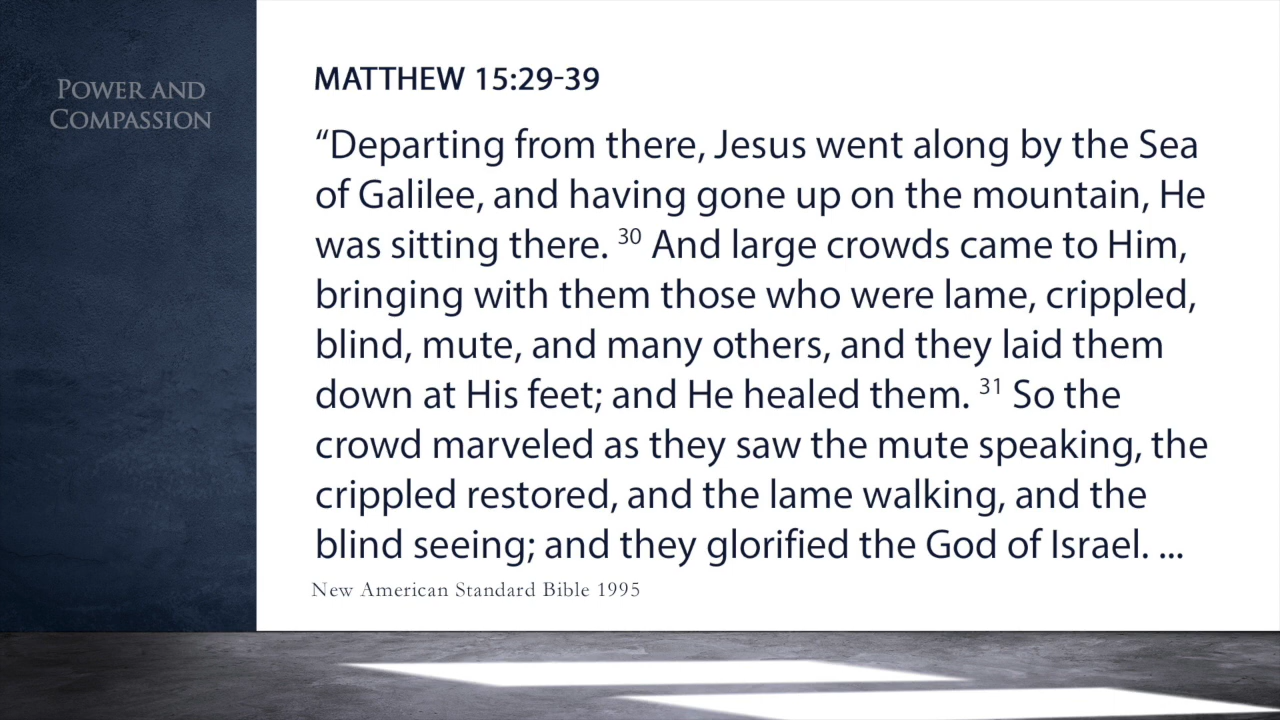 POWER AND
COMPASSION
MATTHEW 15:29-39
“Departing from there, Jesus went along by the Sea
of Galilee, and having gone up on the mountain, He
was sitting there. 30 And large crowds came to Him,
bringing with them those who were lame, crippled,
blind, mute, and many others, and they laid them
down at His feet; and He healed them. 31 So the
crowd marveled as they saw the mute speaking, the
crippled restored, and the lame walking, and the
blind seeing; and they glorified the God of Israel. ...
New American Standard Bible 1995